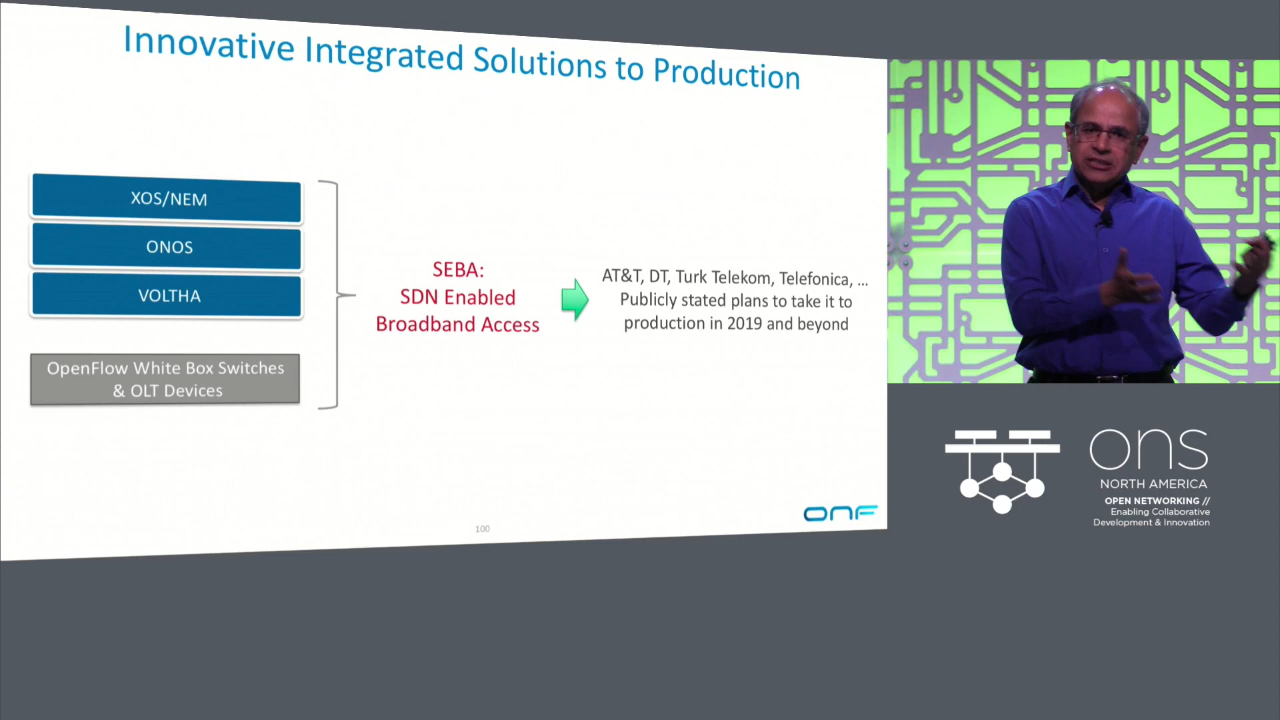 Innovative Integrated Solutions to Production
XOS/NEM
ONOS
VOLTHA
OpenFlow White Box Switches
& OLT Devices
SEBA:
SDN Enabled
Broadband Access
AT&T, DT, Turk Telekom, Telefonica, ...
Publicly stated plans to take it to
production in 2019 and beyond
100
ONF
ons
NORTH AMERICA
OPEN NETWORKING //
Enabling Collaborative
Development & Innovation